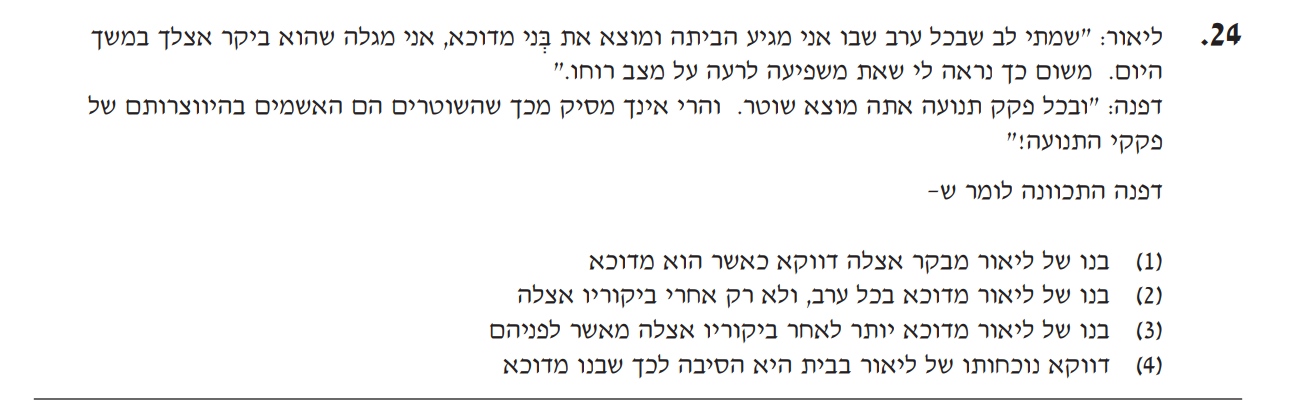 24. ליאור: "שמתי לב שבכל ערב שבו אני מגיע הביתה ומוצא את בְּני מדוכא, אני מגלה שהוא ביקר אצלך במשך
היום. משום כך נראה לי שאת משפיעה לרעה על מצב רוחו."
דפנה: "ובכל פקק תנועה אתה מוצא שוטר. והרי אינך מסיק מכך שהשוטרים הם האשמים בהיווצרותם של
פקקי התנועה!"
דפנה התכוונה לומר ש-
(1) בנו של ליאור מבקר אצלה דווקא כאשר הוא מדוכא
(2) בנו של ליאור מדוכא בכל ערב, ולא רק אחרי ביקוריו אצלה
(3) בנו של ליאור מדוכא יותר לאחר ביקוריו אצלה מאשר לפניהם
(4) דווקא נוכחותו של ליאור בבית היא הסיבה לכך שבנו מדוכא